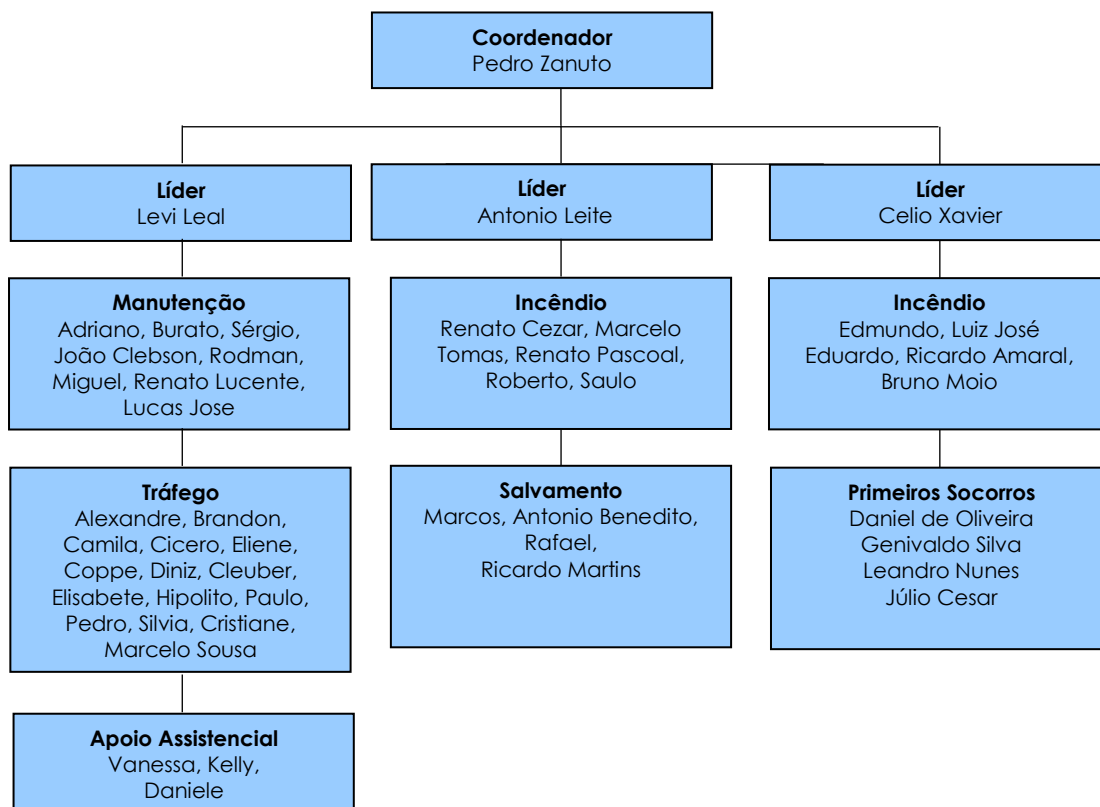 Coordenador
Pedro Zanuto
Líder
Levi Leal
Líder
Antonio Leite
Líder
Celio Xavier
Manutenção
Adriano, Burato, Sérgio,
João Clebson, Rodman,
Miguel, Renato Lucente,
Lucas Jose
Incêndio
Renato Cezar, Marcelo
Tomas, Renato Pascoal,
Roberto, Saulo
Incêndio
Edmundo, Luiz José
Eduardo, Ricardo Amaral,
Bruno Moio
Tráfego
Alexandre, Brandon,
Camila, Cicero, Eliene,
Coppe, Diniz, Cleuber,
Elisabete, Hipolito, Paulo,
Pedro, Silvia, Cristiane,
Marcelo Sousa
Salvamento
Marcos, Antonio Benedito,
Rafael,
Ricardo Martins
Primeiros Socorros
Daniel de Oliveira
Genivaldo Silva
Leandro Nunes
Júlio Cesar
Apoio Assistencial
Vanessa, Kelly,
Daniele